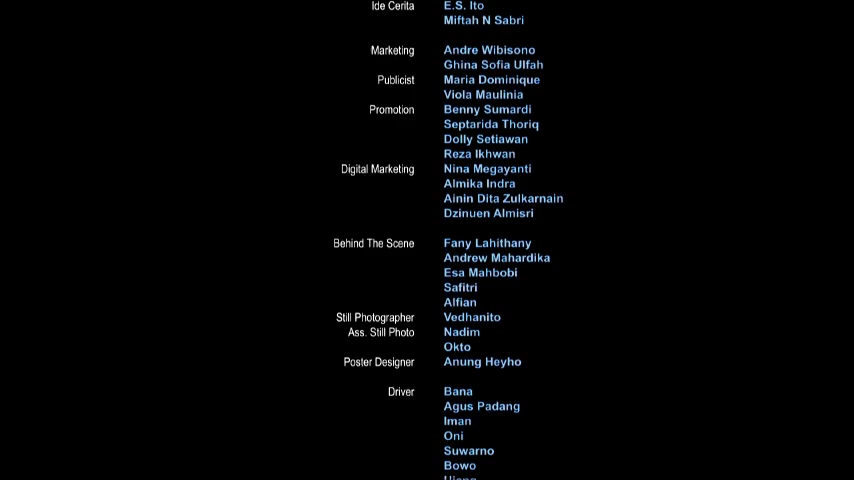 Ide Cerita E.S. Ito
Miftah N Sabri
Marketing Andre Wibisono
Ghina Sofia Ulfah
Publicist Maria Dominique
Viola Maulinia
Promotion Benny Sumardi
Septarida Thoriq
Dolly Setiawan
Reza Ikhwan
Digital Marketing Nina Megayanti
Almika Indra
Ainin Dita Zulkarnain
Dzinuen Almisri
Behind The Scene Fany Lahithany
Andrew Mahardika
Esa Mahbobi
Safitri
Alfian
Still Photographer Vedhanito
Ass. Still Photo Nadim
Okto
Poster Designer Anung Heyho
Driver Bana
Agus Padang
Iman
Oni
Suwarno
Bowo